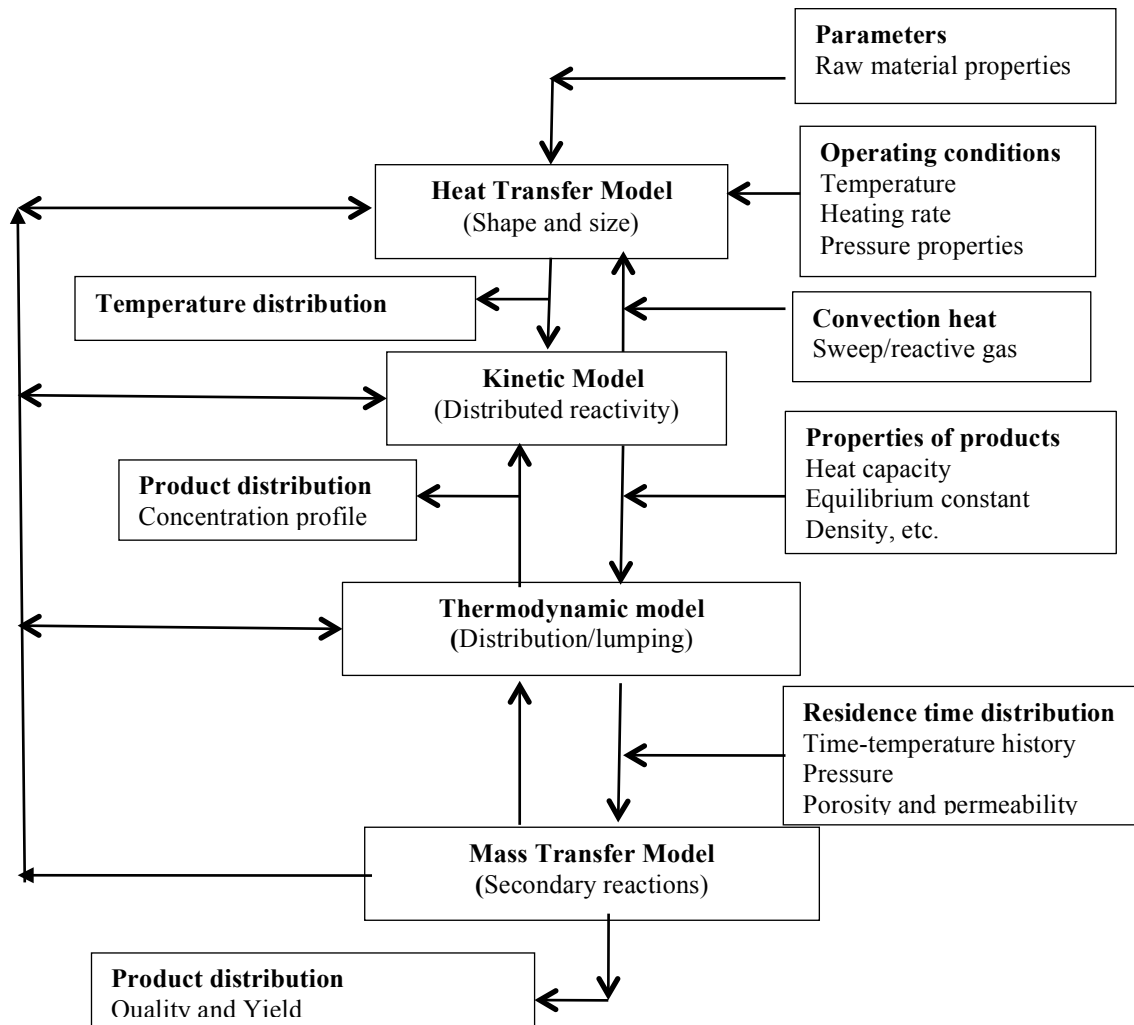 Parameters
Raw material properties
Operating conditions
Temperature
Heating rate
Pressure properties
Heat Transfer Model
(Shape and size)
Temperature distribution
Convection heat
Sweep/reactive gas
Kinetic Model
(Distributed reactivity)
Properties of products
Heat capacity
Equilibrium constant
Density, etc.
Product distribution
Concentration profile
Thermodynamic model
(Distribution/lumping)
Residence time distribution
Time-temperature history
Pressure
Porosity and permeability
Mass Transfer Model
(Secondary reactions)
Product distribution
Quality and Yield